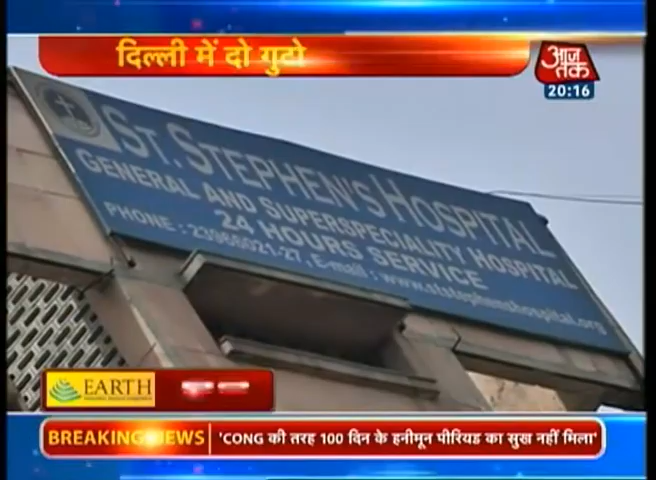 दिल्ली में दो गुटो
आज
तक
20:16
ST. STEPHEN'S HOSPITAL
GENERAL AND SUPERSPECIALITY HOSPITAL
24 HOURS SERVICE
PHONE : 23966021-27, E-mail : www.ststephenshospital.org
EARTH
BREAKING NEWS 'CONG की तरह 100 दिन के हनीमून पीरियड का सुख नहीं मिला'